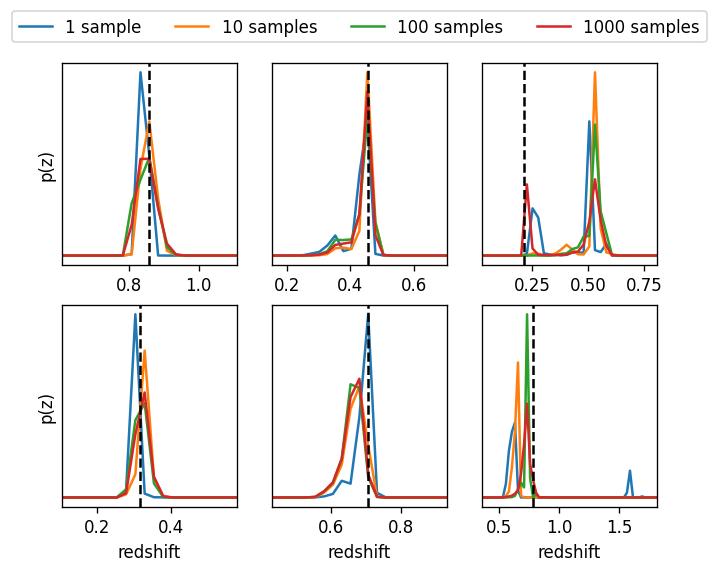 1 sample 10 samples 100 samples 1000 samples
p(z)
0.8 1.0 0.2 0.4 0.6 0.25 0.50 0.75
p(z)
0.2 0.4 0.6 0.8 0.5 1.0 1.5
redshift redshift redshift